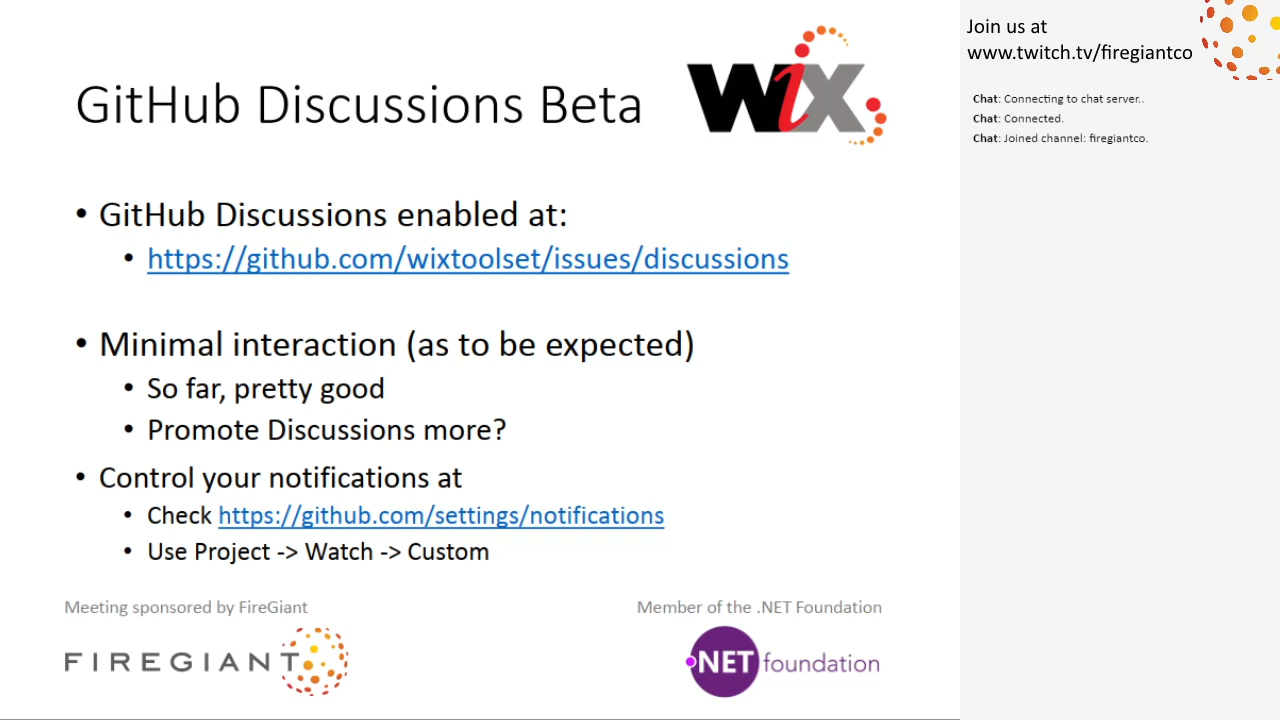 GitHub Discussions Beta
WiX
• GitHub Discussions enabled at:
• https://github.com/wixtoolset/issues/discussions
• Minimal interaction (as to be expected)
• So far, pretty good
• Promote Discussions more?
• Control your notifications at
• Check https://github.com/settings/notifications
• Use Project -> Watch -> Custom
Meeting sponsored by FireGiant
FIREGIANT
Member of the .NET Foundation
.NET foundation
Join us at
www.twitch.tv/firegiantco
Chat: Connecting to chat server..
Chat: Connected.
Chat: Joined channel: firegiantco.